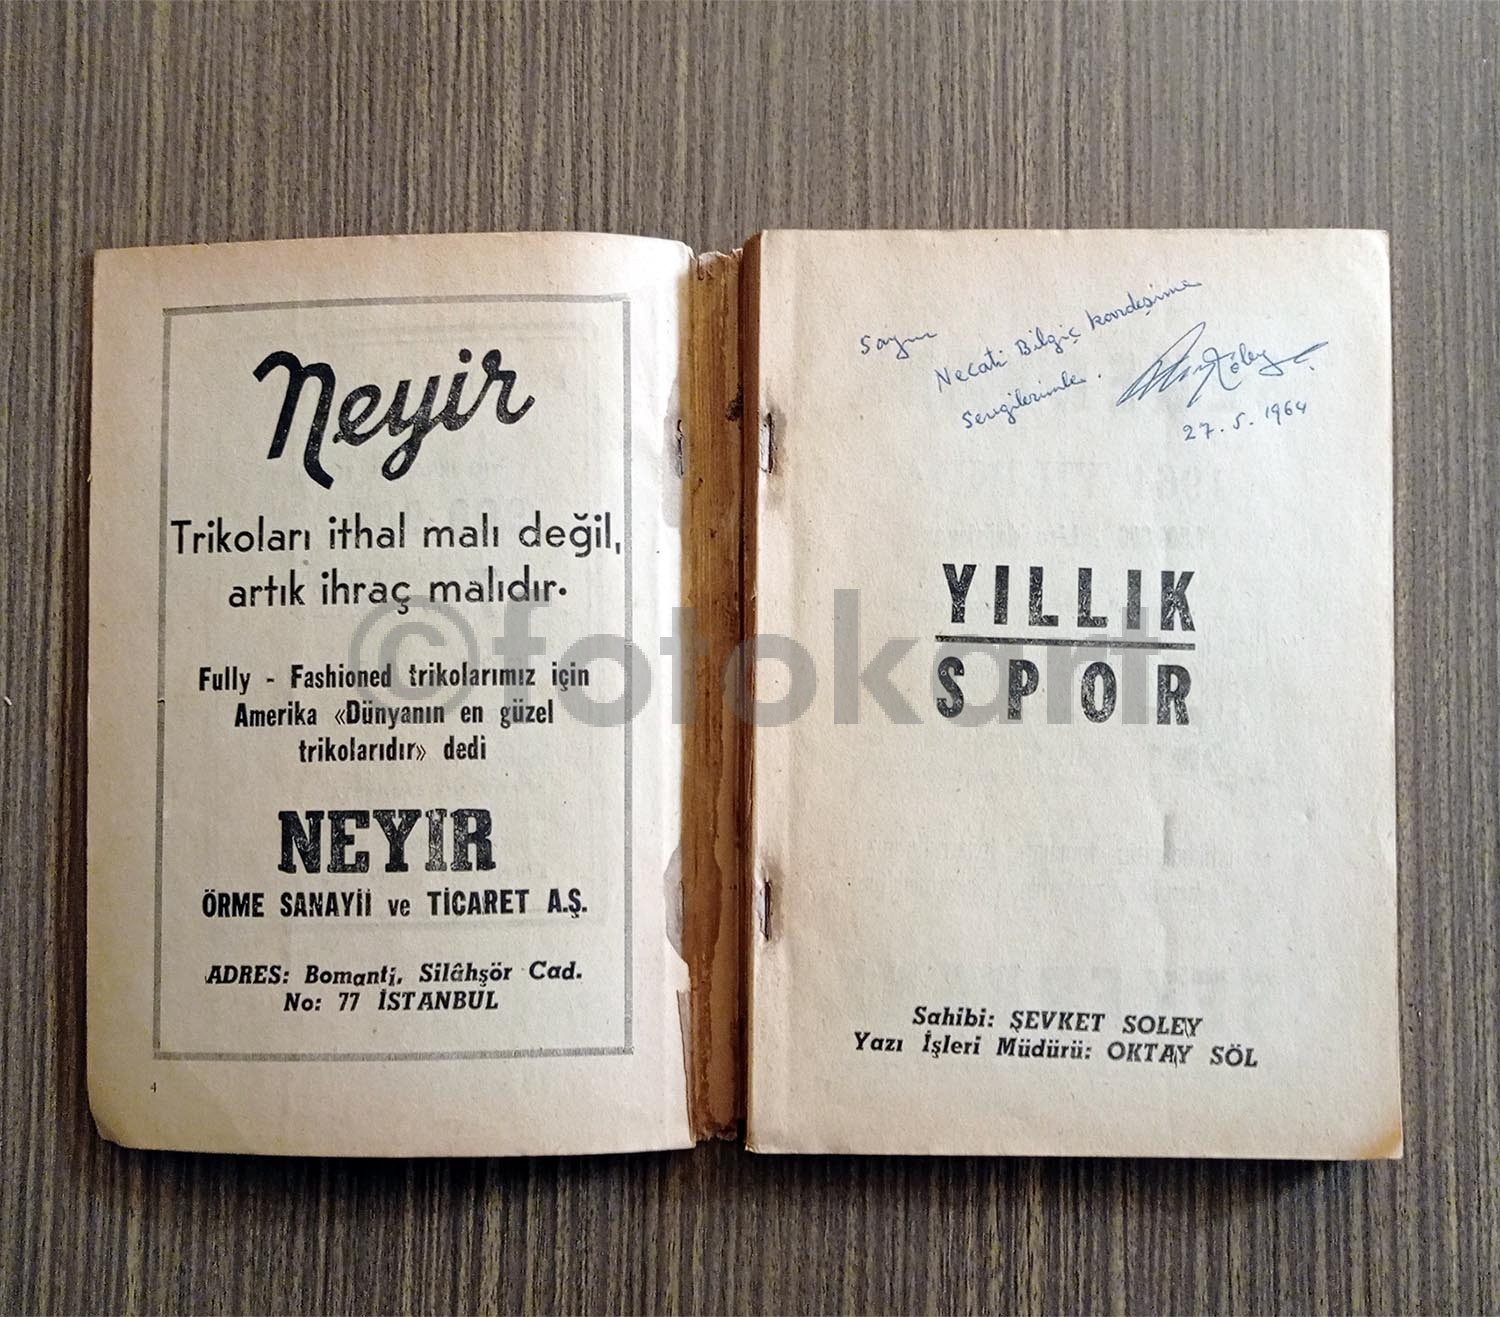 Neyir
Trikoları ithal malı değil,
artık ihraç malıdır.
Fully - Fashioned trikolarımız için
Amerika «Dünyanın en güzel
trikolarıdır» dedi
NEYİR
ÖRME SANAYİİ ve TİCARET A.Ş.
ADRES: Bomonti, Silâhşör Cad.
No: 77 İSTANBUL
4
Sayın
Necati Bilgiç kardeşime
Sevgilerimle.
27.5.1964
YILLIK
SPOR
Sahibi: ŞEVKET SOLEY
Yazı İşleri Müdürü: OKTAY SÖL
©fotokart